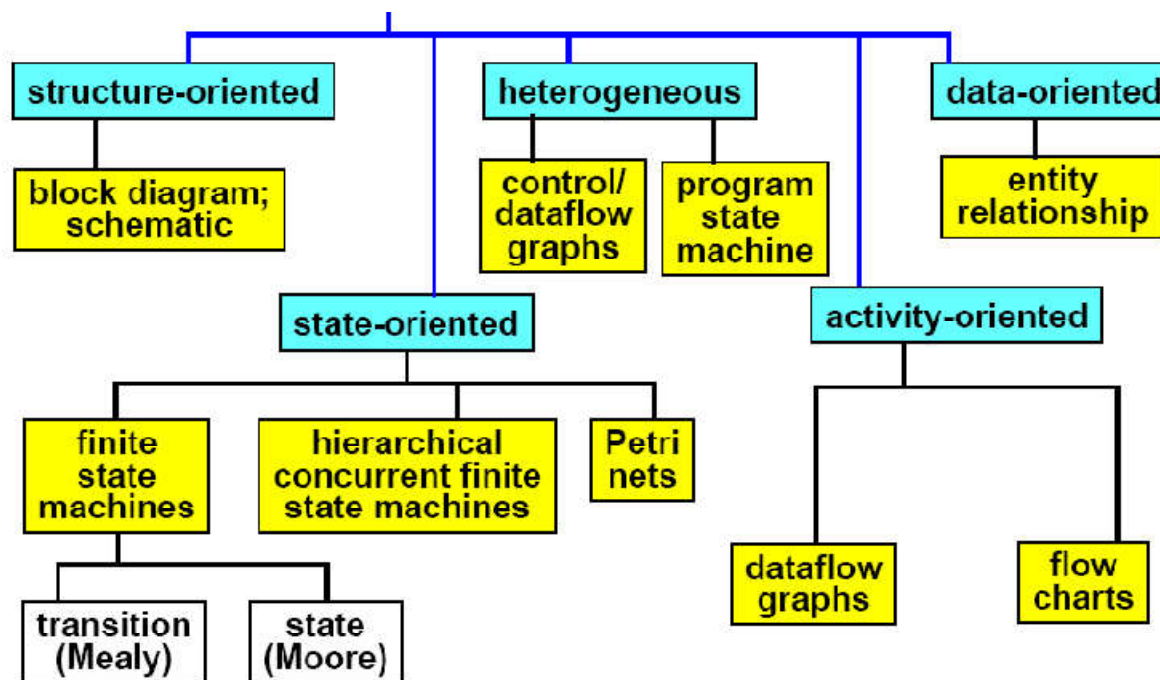 structure-oriented
heterogeneous
data-oriented
block diagram;
schematic
control/
dataflow
graphs
program
state
machine
entity
relationship
state-oriented
activity-oriented
finite
state
machines
hierarchical
concurrent finite
state machines
Petri
nets
dataflow
graphs
flow
charts
transition
(Mealy)
state
(Moore)